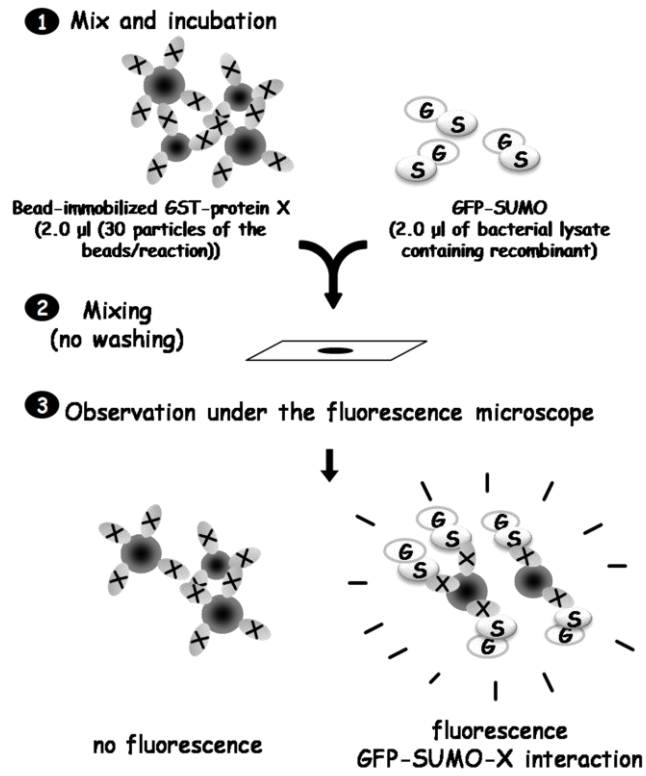 1 Mix and incubation
X X X X X X X X X X X X X
G S G S G S
Bead-immobilized GST-protein X
(2.0 µl (30 particles of the
beads/reaction))
GFP-SUMO
(2.0 µl of bacterial lysate
containing recombinant)
2 Mixing
(no washing)
3 Observation under the fluorescence microscope
X X X X X X X X X X
G S X G S X G S X
G S X X S G
no fluorescence
fluorescence
GFP-SUMO-X interaction